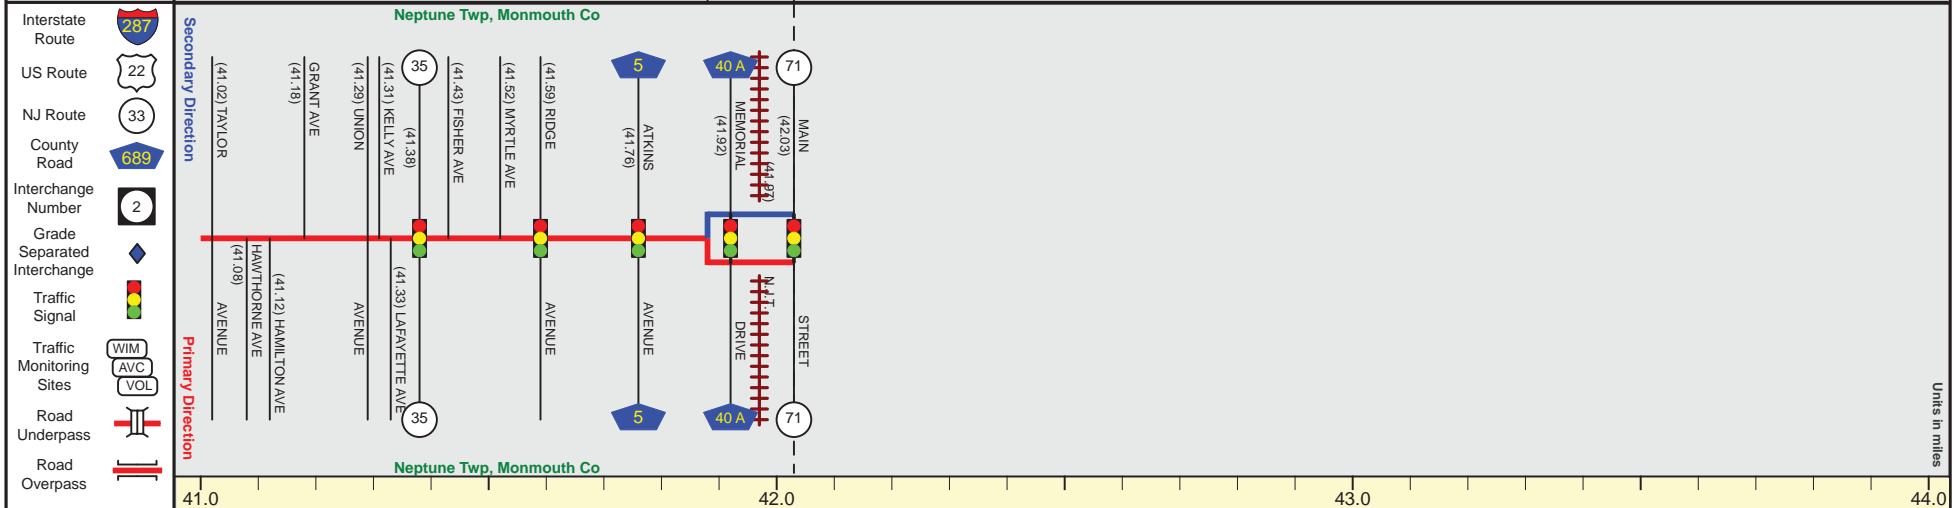 Interstate
Route
287
US Route
22
NJ Route
33
County
Road
689
Interchange
Number
2
Grade
Separated
Interchange
Traffic
Signal
Traffic
Monitoring
Sites
WIM
AVC
VOL
Road
Underpass
Road
Overpass
Secondary Direction
Primary Direction
Neptune Twp, Monmouth Co
(41.02) TAYLOR
AVENUE
HAWTHORNE AVE
(41.08)
(41.12) HAMILTON AVE
GRANT AVE
(41.18)
(41.29) UNION
AVENUE
(41.31) KELLY AVE
(41.33) LAFAYETTE AVE
35
(41.38)
35
(41.43) FISHER AVE
(41.52) MYRTLE AVE
(41.59) RIDGE
AVENUE
5
ATKINS
(41.76)
AVENUE
5
40 A
MEMORIAL
(41.92)
DRIVE
40 A
(41.97)
N.J.T.
71
MAIN
(42.03)
STREET
71
Neptune Twp, Monmouth Co
Units in miles
41.0
42.0
43.0
44.0